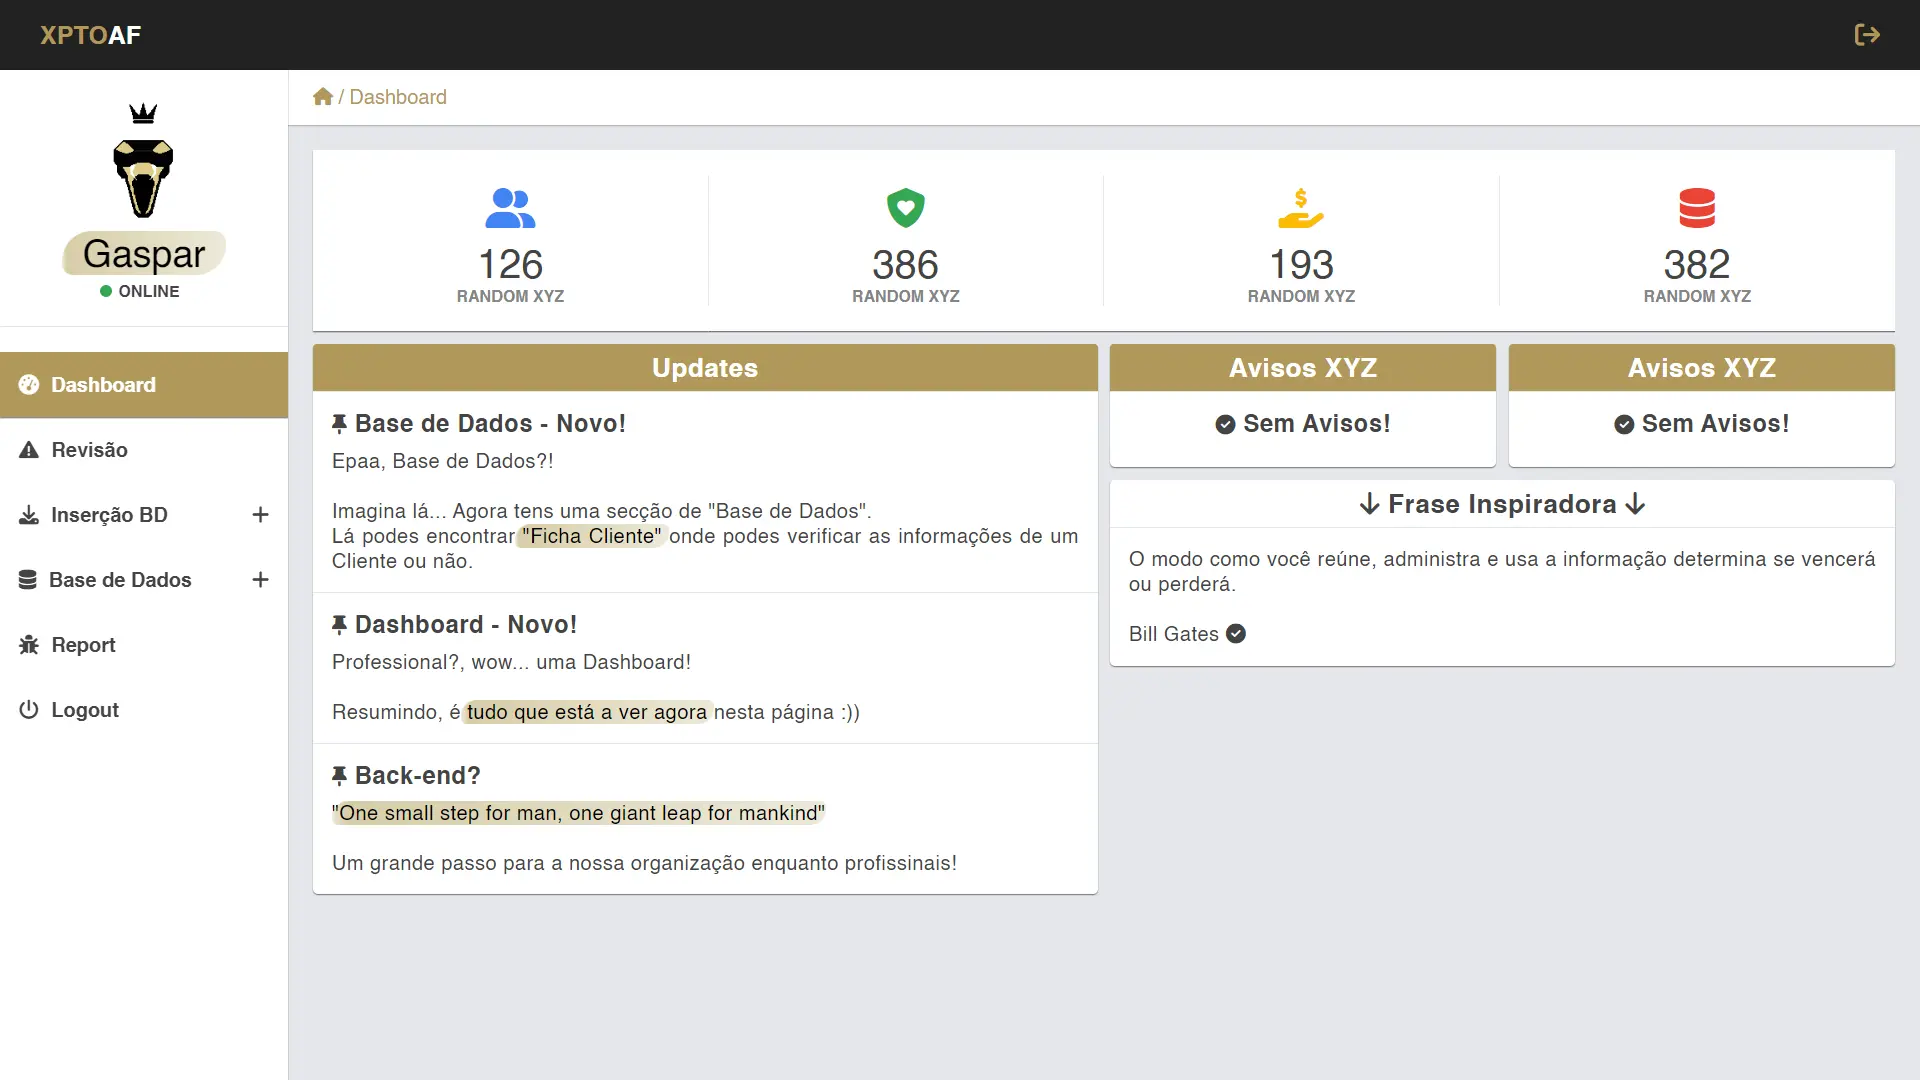 XPTOAF
Gaspar
ONLINE
Dashboard
Revisão
Inserção BD
Base de Dados
Report
Logout
/ Dashboard
126
RANDOM XYZ
386
RANDOM XYZ
193
RANDOM XYZ
382
RANDOM XYZ
Updates
Base de Dados - Novo!
Epaa, Base de Dados?!
Imagina lá... Agora tens uma secção de "Base de Dados".
Lá podes encontrar "Ficha Cliente" onde podes verificar as informações de um
Cliente ou não.
Dashboard - Novo!
Professional?, wow... uma Dashboard!
Resumindo, é tudo que está a ver agora nesta página :))
Back-end?
"One small step for man, one giant leap for mankind"
Um grande passo para a nossa organização enquanto profissinais!
Avisos XYZ
Sem Avisos!
Avisos XYZ
Sem Avisos!
Frase Inspiradora
O modo como você reúne, administra e usa a informação determina se vencerá
ou perderá.
Bill Gates